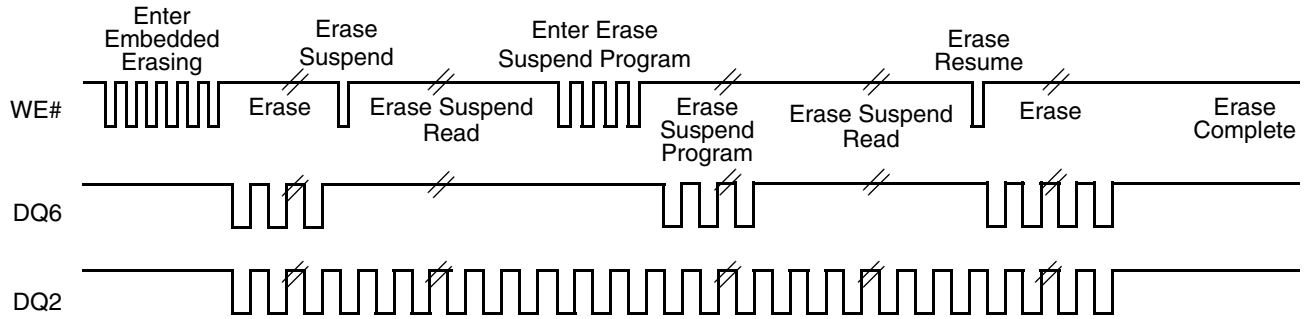 Enter
Embedded
Erasing
Erase
Suspend
Enter Erase
Suspend Program
Erase
Resume
WE#
Erase
Erase Suspend
Read
Erase
Suspend
Program
Erase Suspend
Read
Erase
Erase
Complete
DQ6
DQ2